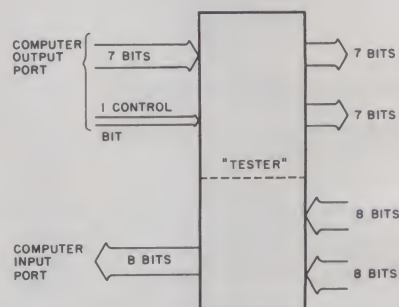 COMPUTER
OUTPUT
PORT
7 BITS
1 CONTROL
BIT
7 BITS
7 BITS
"TESTER"
8 BITS
COMPUTER
INPUT
PORT
8 BITS
8 BITS